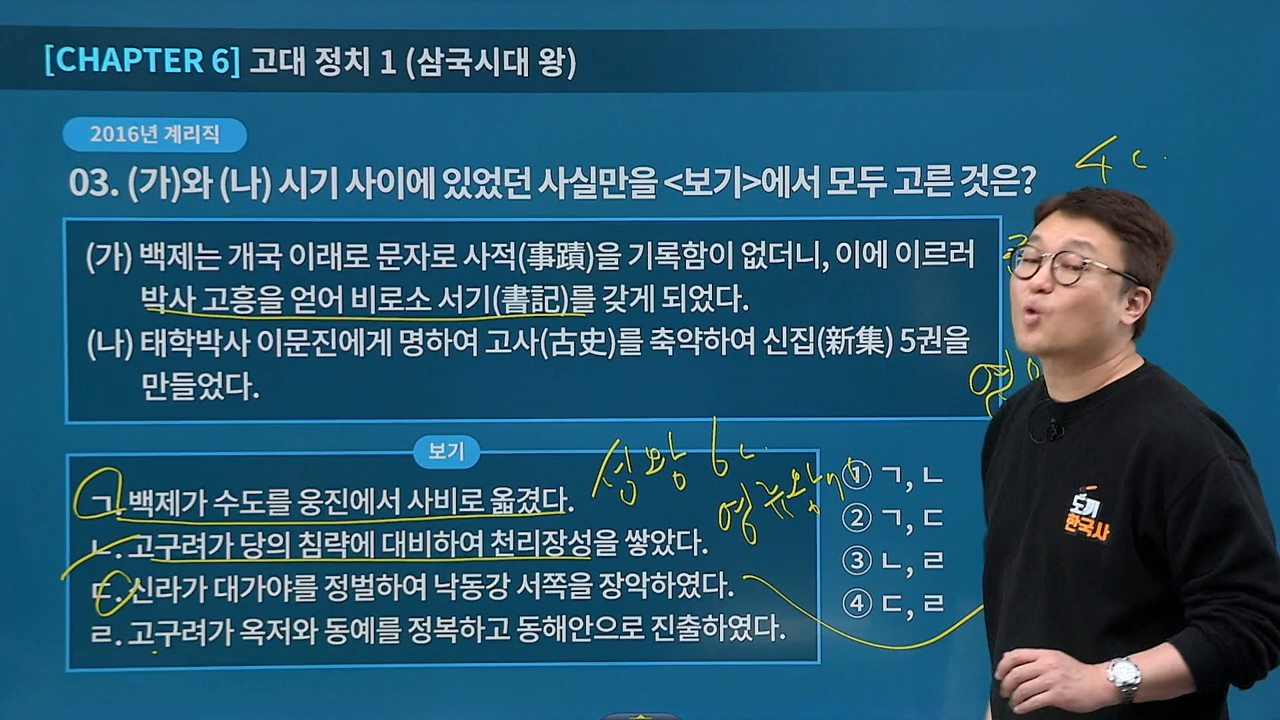 [CHAPTER 6] 고대 정치 1 (삼국시대 왕)
2016년 계리직
4c.
03. (가)와 (나) 시기 사이에 있었던 사실만을 <보기>에서 모두 고른 것은?
(가) 백제는 개국 이래로 문자로 사적(事蹟)을 기록함이 없더니, 이에 이르러
박사 고흥을 얻어 비로소 서기(書記)를 갖게 되었다.
(나) 태학박사 이문진에게 명하여 고사(古史)를 축약하여 신집(新集) 5권을
만들었다.
보기
성왕 6c.
영류왕
ㄱ. 백제가 수도를 웅진에서 사비로 옮겼다.
ㄴ. 고구려가 당의 침략에 대비하여 천리장성을 쌓았다.
ㄷ. 신라가 대가야를 정벌하여 낙동강 서쪽을 장악하였다.
ㄹ. 고구려가 옥저와 동예를 정복하고 동해안으로 진출하였다.
① ㄱ, ㄴ
② ㄱ, ㄷ
③ ㄴ, ㄹ
④ ㄷ, ㄹ
도끼
한국사